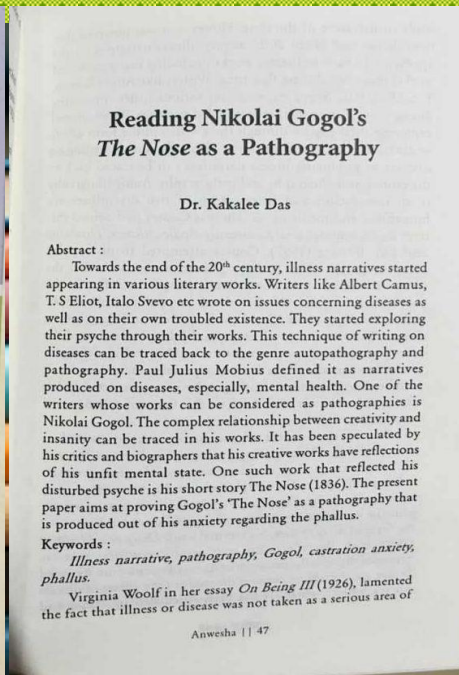 Reading Nikolai Gogol's
The Nose as a Pathography
Dr. Kakalee Das
Abstract :
Towards the end of the 20th century, illness narratives started
appearing in various literary works. Writers like Albert Camus,
T. S Eliot, Italo Svevo etc wrote on issues concerning diseases as
well as on their own troubled existence. They started exploring
their psyche through their works. This technique of writing on
diseases can be traced back to the genre autopathography and
pathography. Paul Julius Mobius defined it as narratives
produced on diseases, especially, mental health. One of the
writers whose works can be considered as pathographies is
Nikolai Gogol. The complex relationship between creativity and
insanity can be traced in his works. It has been speculated by
his critics and biographers that his creative works have reflections
of his unfit mental state. One such work that reflected his
disturbed psyche is his short story The Nose (1836). The present
paper aims at proving Gogol's 'The Nose' as a pathography that
is produced out of his anxiety regarding the phallus.
Keywords :
Illness narrative, pathography, Gogol, castration anxiety,
phallus.
Virginia Woolf in her essay On Being Ill (1926), lamented
the fact that illness or disease was not taken as a serious area of
Anwesha || 47